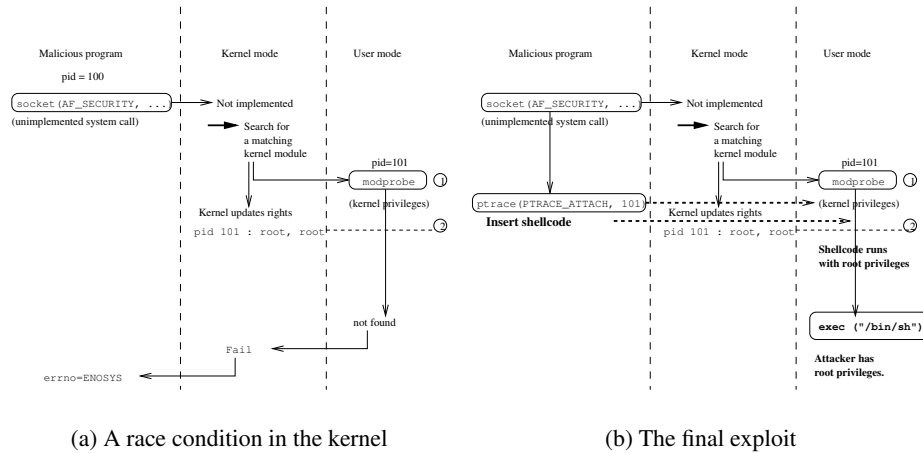 Malicious program
Kernel mode
User mode
pid = 100
socket(AF_SECURITY, ...)
Not implemented
(unimplemented system call)
Search for
a matching
kernel module
pid=101
modprobe
1
(kernel privileges)
Kernel updates rights
2
pid 101 : root, root
not found
Fail
errno=ENOSYS
(a) A race condition in the kernel
Malicious program
Kernel mode
User mode
socket(AF_SECURITY, ...)
Not implemented
(unimplemented system call)
Search for
a matching
kernel module
pid=101
modprobe
1
ptrace(PTRACE_ATTACH, 101)
(kernel privileges)
Insert shellcode
Kernel updates rights
2
pid 101 : root, root
Shellcode runs
with root privileges
exec ("/bin/sh")
Attacker has
root privileges.
(b) The final exploit